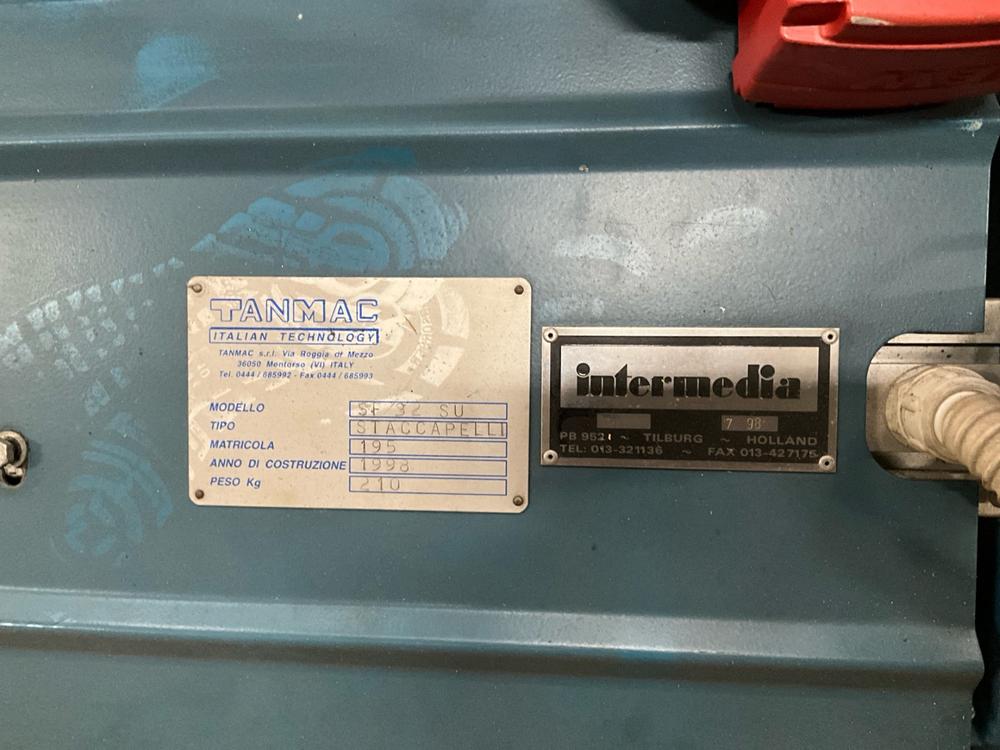 TANMAC
ITALIAN TECHNOLOGY
TANMAC s.r.l. Via Roggia di Mezzo
36050 Montorso (VI) ITALY
Tel. 0444 / 685992 - Fax 0444 / 685993
MODELLO SF 32 SU
TIPO STACCAPELLI
MATRICOLA 195
ANNO DI COSTRUZIONE 1998
PESO Kg 210
intermedia
7 98
PB 9521 ~ TILBURG ~ HOLLAND
TEL: 013-321136 ~ FAX 013-427175